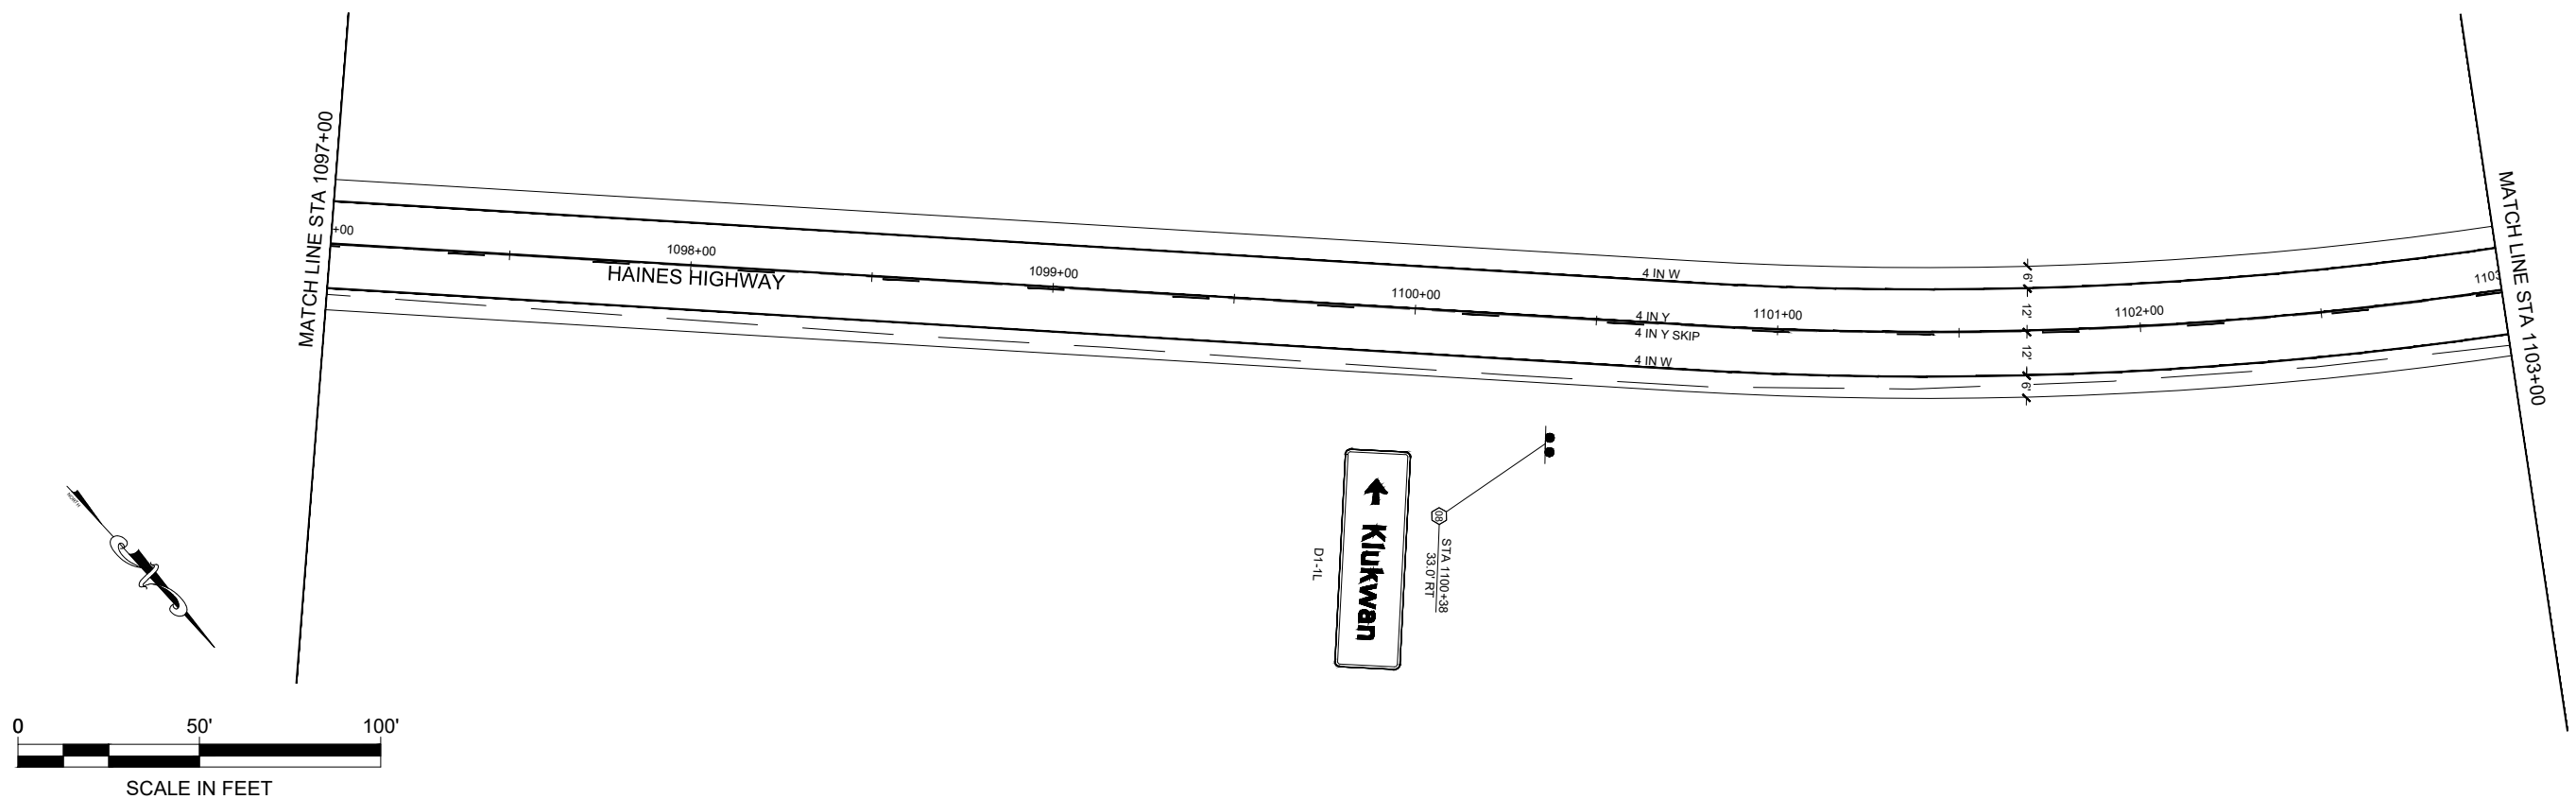 MATCH LINE STA 1097+00
+00
1098+00
HAINES HIGHWAY
1099+00
1100+00
4 IN W
4 IN Y
4 IN Y SKIP
4 IN W
1101+00
6'
12'
12'
6'
1102+00
1103
MATCH LINE STA 1103+00
Klukwan
D1-1L
08
STA 1100+38
33.0' RT
NORTH
0
50'
100'
SCALE IN FEET